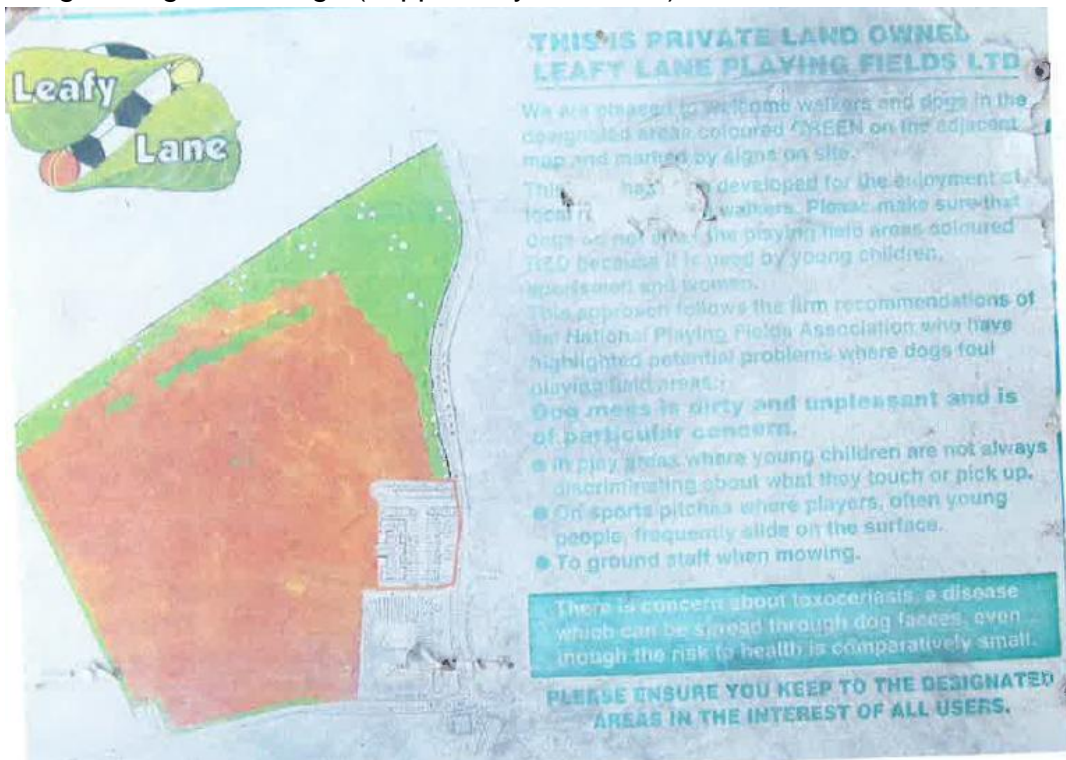 Leafy
Lane
THIS IS PRIVATE LAND OWNED
LEAFY LANE PLAYING FIELDS LTD
We are pleased to welcome walkers and dogs in the
designated areas coloured GREEN on the adjacent
map and marked by signs on site.
This has developed for the enjoyment of
local walkers. Please make sure that
dogs do not enter the playing field areas coloured
RED because it is used by young children,
sportsmen and women.
This approach follows the firm recommendations of
the National Playing Fields Association who have
highlighted potential problems where dogs foul
playing field areas.
Dog mess is dirty and unpleasant and is
of particular concern.
● In play areas where young children are not always
discriminating about what they touch or pick up.
● On sports pitches where players, often young
people, frequently slide on the surface.
● To ground staff when mowing.
There is concern about toxocariasis, a disease
which can be spread through dog faeces, even
though the risk to health is comparatively small.
PLEASE ENSURE YOU KEEP TO THE DESIGNATED
AREAS IN THE INTEREST OF ALL USERS.